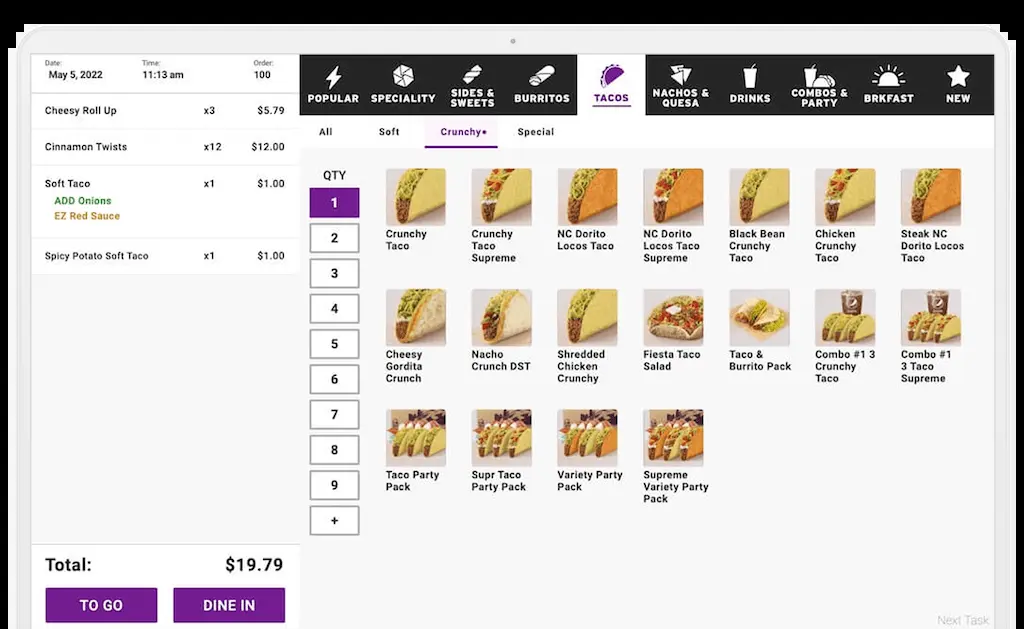 Date: Time: Order:
May 5, 2022 11:13 am 100
Cheesy Roll Up x3 $5.79
Cinnamon Twists x12 $12.00
Soft Taco x1 $1.00
ADD Onions
EZ Red Sauce
Spicy Potato Soft Taco x1 $1.00
Total: $19.79
TO GO DINE IN
POPULAR
SPECIALITY
SIDES &
SWEETS
BURRITOS
TACOS
NACHOS &
QUESA
DRINKS
COMBOS &
PARTY
BRKFAST
NEW
All Soft Crunchy• Special
QTY
1
2
3
4
5
6
7
8
9
+
Crunchy
Taco
Crunchy
Taco
Supreme
NC Dorito
Locos Taco
NC Dorito
Locos Taco
Supreme
Black Bean
Crunchy
Taco
Chicken
Crunchy
Taco
Steak NC
Dorito Locos
Taco
Cheesy
Gordita
Crunch
Nacho
Crunch DST
Shredded
Chicken
Crunchy
Fiesta Taco
Salad
Taco &
Burrito Pack
Combo #1 3
Crunchy
Taco
Combo #1
3 Taco
Supreme
Taco Party
Pack
Supr Taco
Party Pack
Variety Party
Pack
Supreme
Variety Party
Pack
Next Task